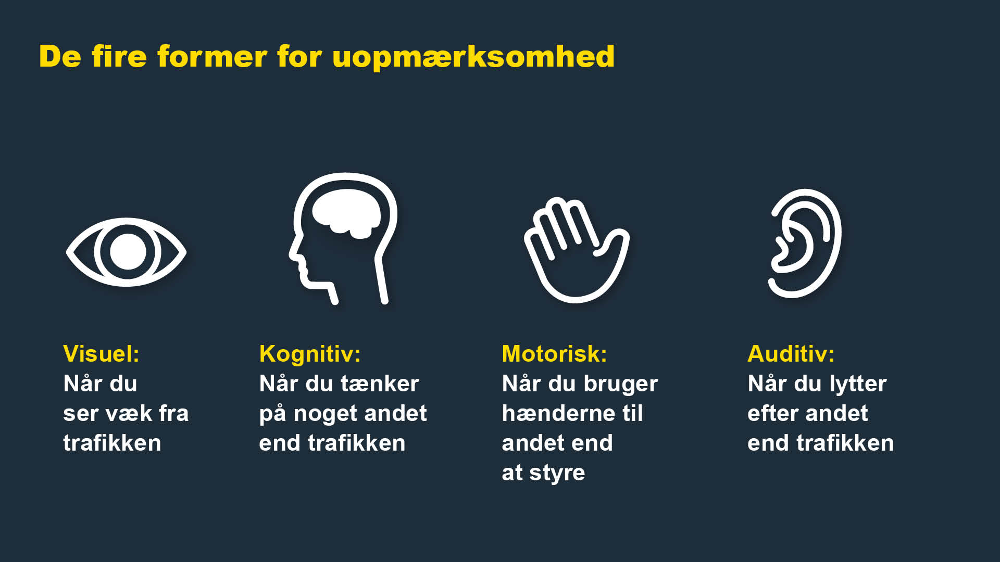 De fire former for uopmærksomhed
Visuel:
Når du
ser væk fra
trafikken
Kognitiv:
Når du tænker
på noget andet
end trafikken
Motorisk:
Når du bruger
hænderne til
andet end
at styre
Auditiv:
Når du lytter
efter andet
end trafikken